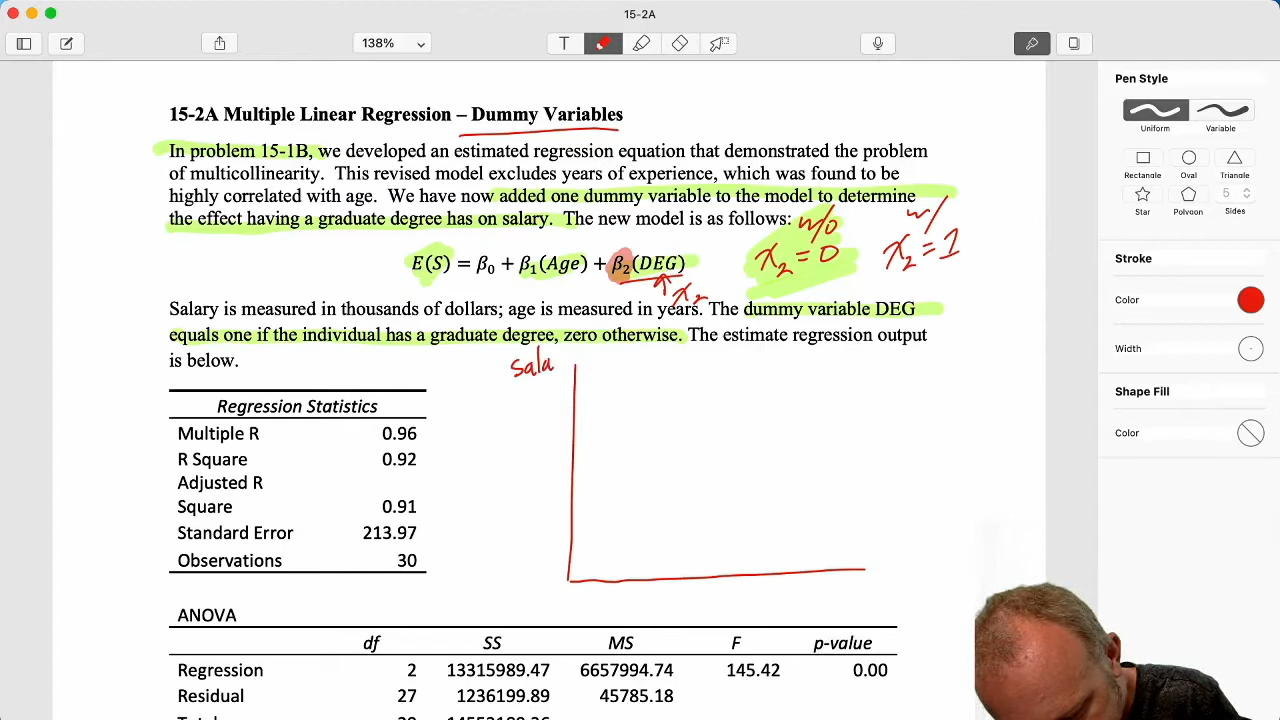 15-2A
138%
T
Pen Style
Uniform
Variable
Rectangle
Oval
Triangle
Star
Polygon
5
Sides
Stroke
Color
Width
Shape Fill
Color
15-2A Multiple Linear Regression – Dummy Variables
In problem 15-1B, we developed an estimated regression equation that demonstrated the problem
of multicollinearity. This revised model excludes years of experience, which was found to be
highly correlated with age. We have now added one dummy variable to the model to determine
the effect having a graduate degree has on salary. The new model is as follows:
w/o
w/
E(S) = β₀ + β₁(Age) + β₂(DEG)
x₂ = 0
x₂ = 1
x₂
Salary is measured in thousands of dollars; age is measured in years. The dummy variable DEG
equals one if the individual has a graduate degree, zero otherwise. The estimate regression output
is below.
sala
Regression Statistics
Multiple R 0.96
R Square 0.92
Adjusted R
Square 0.91
Standard Error 213.97
Observations 30
ANOVA
df SS MS F p-value
Regression 2 13315989.47 6657994.74 145.42 0.00
Residual 27 1236199.89 45785.18